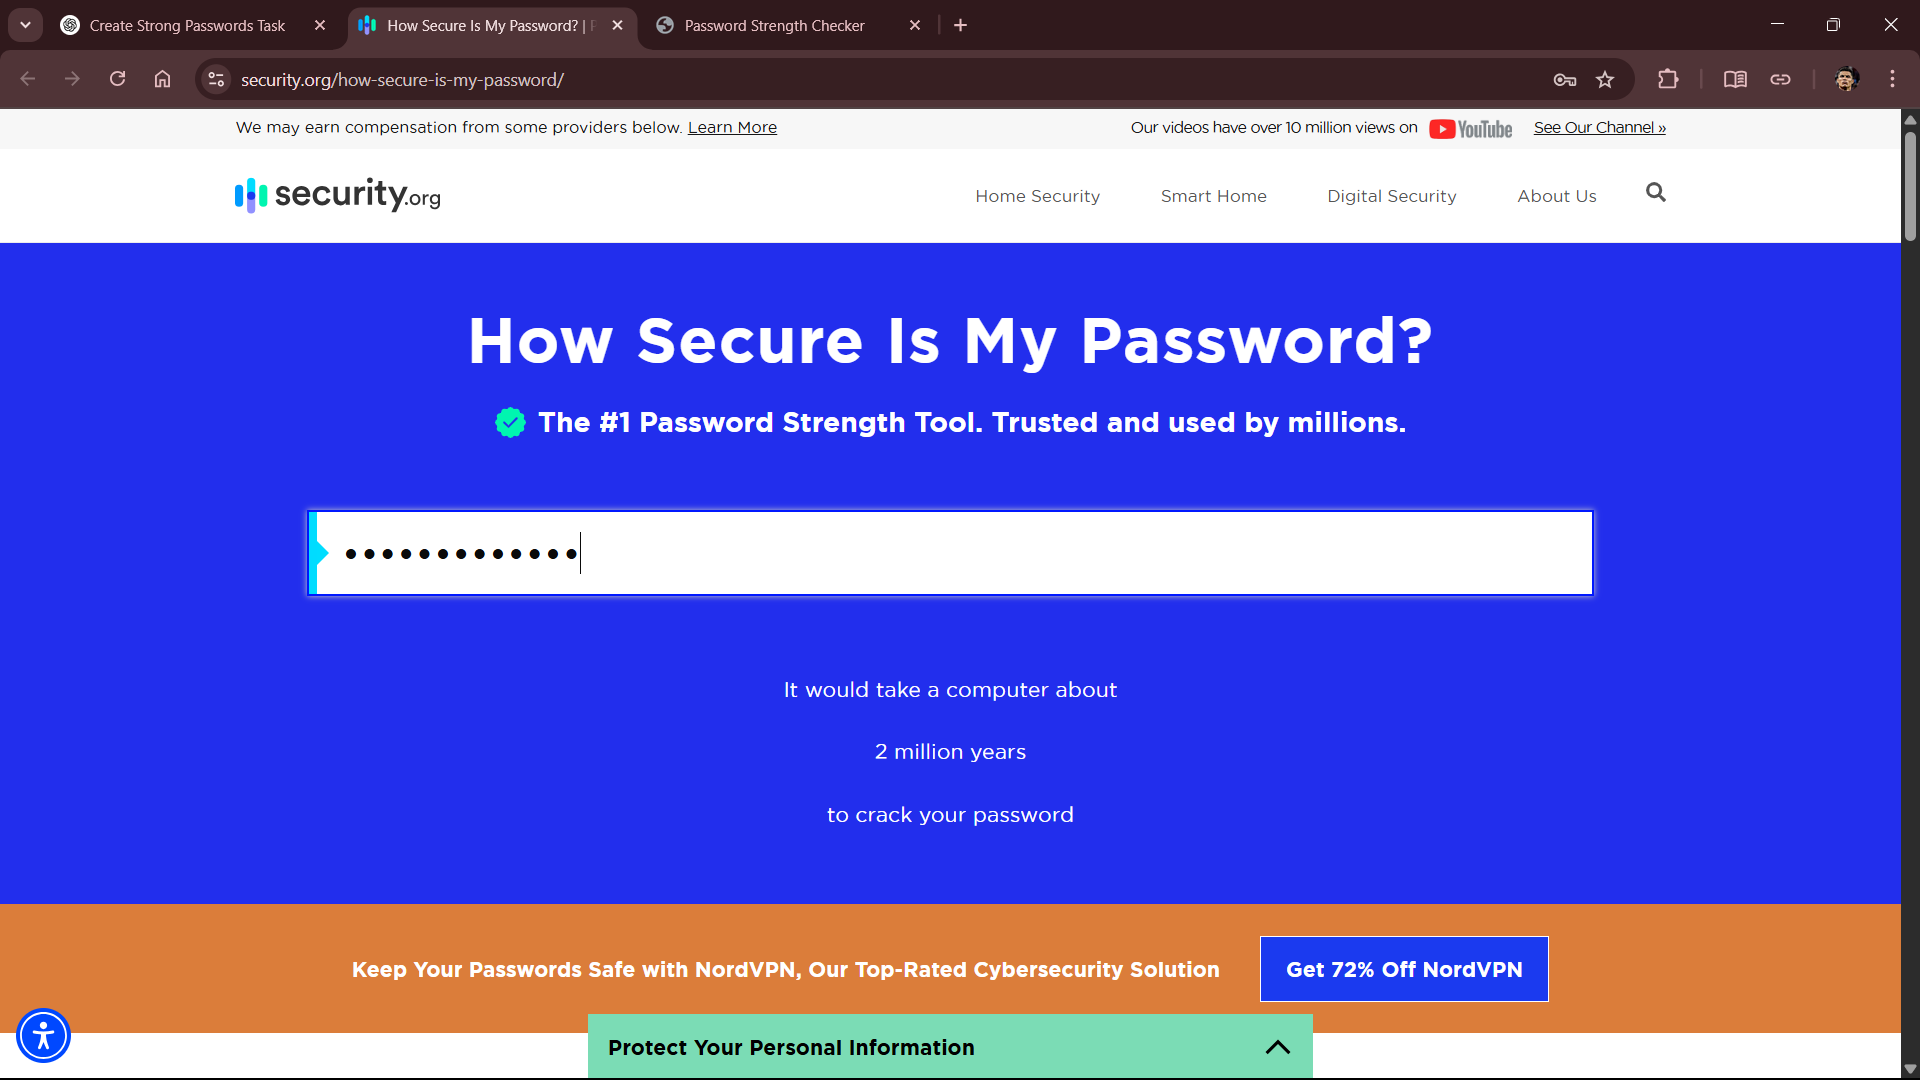 Create Strong Passwords Task
How Secure Is My Password? | P
Password Strength Checker
security.org/how-secure-is-my-password/
We may earn compensation from some providers below. Learn More
Our videos have over 10 million views on YouTube See Our Channel »
security.org
Home Security
Smart Home
Digital Security
About Us
How Secure Is My Password?
The #1 Password Strength Tool. Trusted and used by millions.
•••••••••••••
It would take a computer about
2 million years
to crack your password
Keep Your Passwords Safe with NordVPN, Our Top-Rated Cybersecurity Solution
Get 72% Off NordVPN
Protect Your Personal Information